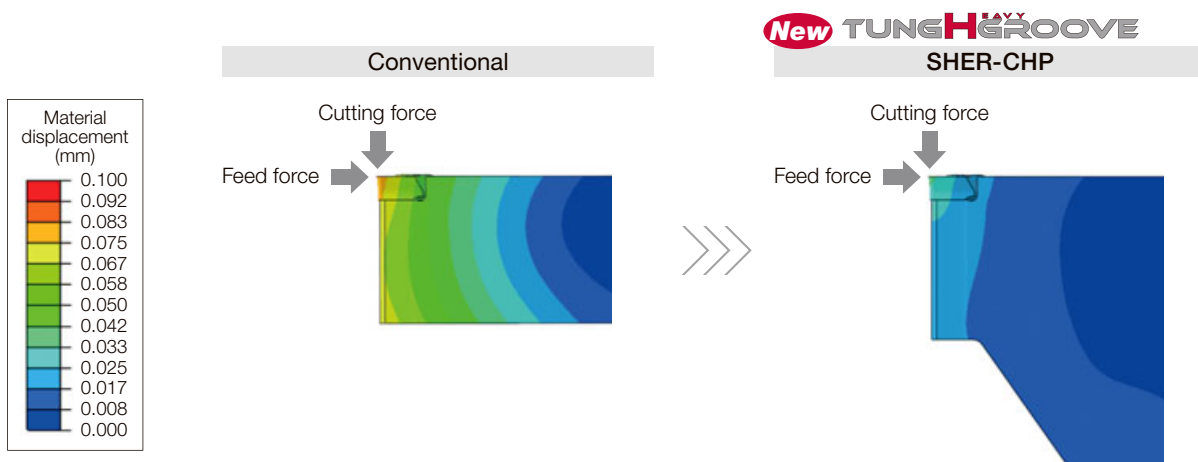 New TUNGHEAVYGROOVE
Conventional
SHER-CHP
Material
displacement
(mm)
0.100
0.092
0.083
0.075
0.067
0.058
0.050
0.042
0.033
0.025
0.017
0.008
0.000
Cutting force
Feed force
Cutting force
Feed force